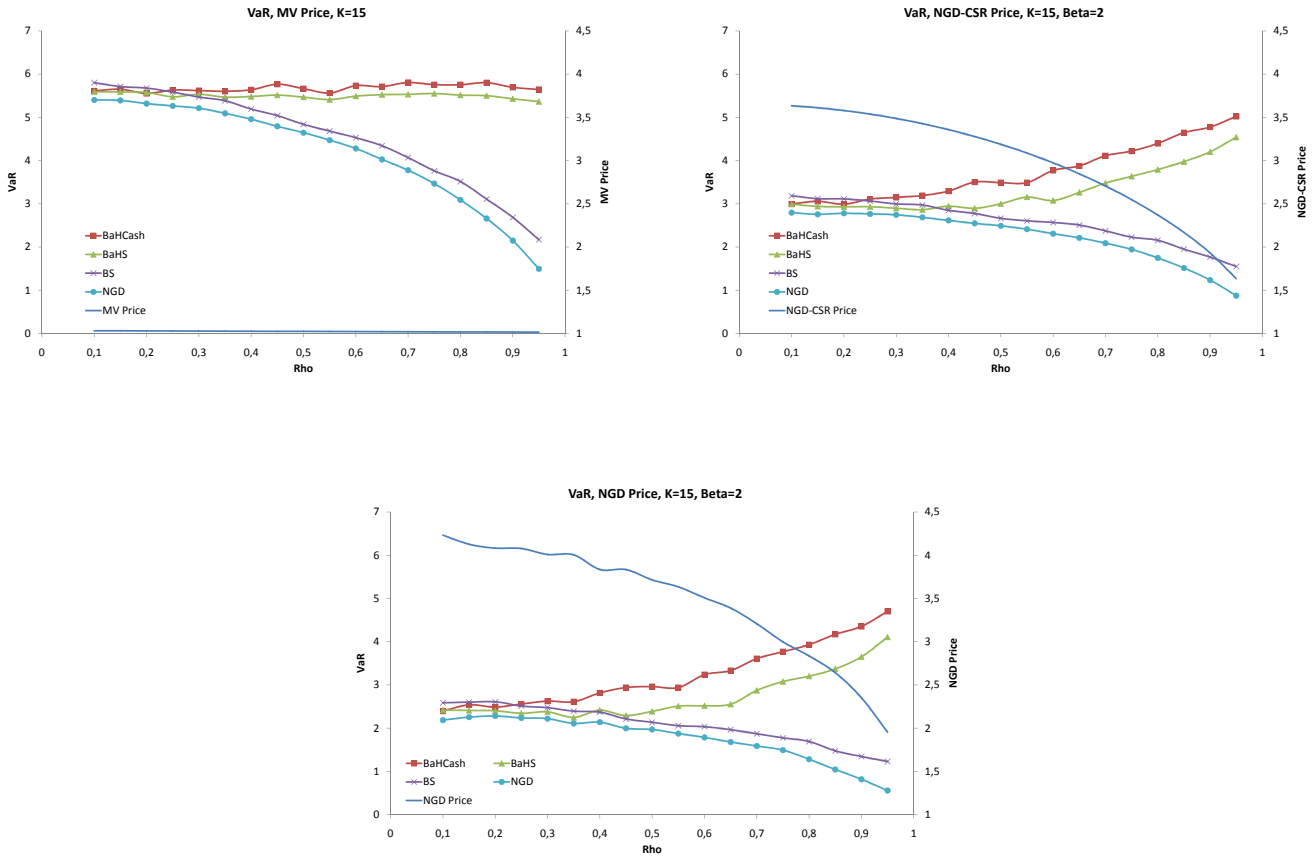 VaR, MV Price, K=15
7
6
5
4
3
2
1
0
VaR
4,5
4
3,5
3
2,5
2
1,5
1
MV Price
BaHCash
BaHS
BS
NGD
MV Price
0 0,1 0,2 0,3 0,4 0,5 0,6 0,7 0,8 0,9 1
Rho
VaR, NGD-CSR Price, K=15, Beta=2
7
6
5
4
3
2
1
0
VaR
4,5
4
3,5
3
2,5
2
1,5
1
NGD-CSR Price
BaHCash
BaHS
BS
NGD
NGD-CSR Price
0 0,1 0,2 0,3 0,4 0,5 0,6 0,7 0,8 0,9 1
Rho
VaR, NGD Price, K=15, Beta=2
7
6
5
4
3
2
1
0
VaR
4,5
4
3,5
3
2,5
2
1,5
1
NGD Price
BaHCash BaHS
BS NGD
NGD Price
0 0,1 0,2 0,3 0,4 0,5 0,6 0,7 0,8 0,9 1
Rho